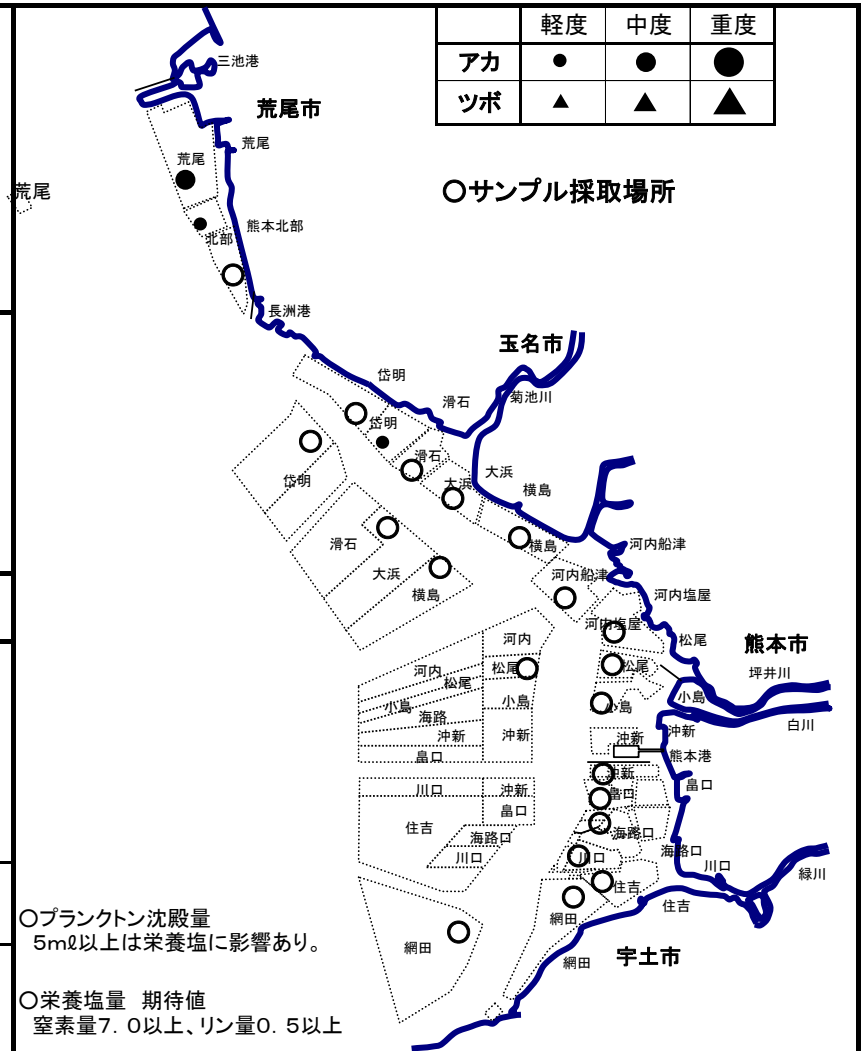 軽度 中度 重度
アカ
ツボ
三池港
荒尾市
荒尾
荒尾
荒尾
○サンプル採取場所
北部
熊本北部
長洲港
玉名市
岱明
滑石
菊池川
岱明
滑石
大浜
岱明
大浜
横島
滑石
横島
河内船津
大浜
河内船津
横島
河内塩屋
河内塩屋
河内
松尾
熊本市
河内
松尾
松尾
坪井川
松尾
小島
小島
小島
小島
海路
白川
沖新
沖新
沖新
沖新
熊本港
畠口
沖新
畠口
川口
沖新
畠口
畠口
住吉
海路口
海路口
海路口
川口
川口
川口
緑川
住吉
住吉
○プランクトン沈殿量
5mℓ以上は栄養塩に影響あり。
網田
網田
網田
宇土市
○栄養塩量 期待値
窒素量7.0以上、リン量0.5以上